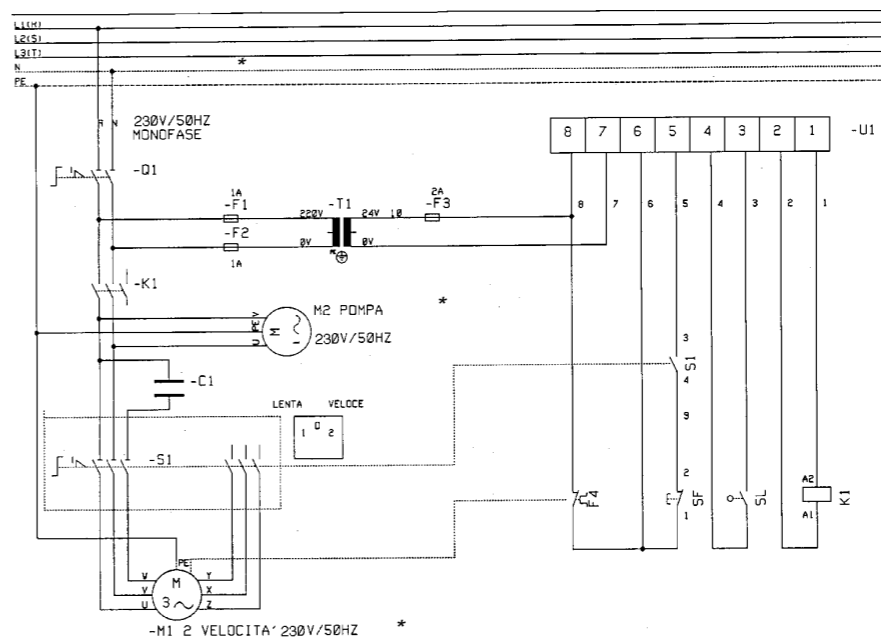 L1(R)
L2(S)
L3(T)
N
PE
*
R N
230V/50HZ
MONOFASE
-Q1
8 7 6 5 4 3 2 1
-U1
1A
-F1
-T1
2A
-F3
220V
24V 10
-F2
0V
PE
0V
1A
8 7 6 5 4 3 2 1
-K1
M2 POMPA
*
V
PE
U
M
230V/50HZ
3
S1
4
-C1
LENTA VELOCE
1 0 2
9
-S1
2
A2
F4
SF
SL
K1
1
A1
PE
W
V
U
M
3
Y
X
Z
-M1 2 VELOCITA' 230V/50HZ
*